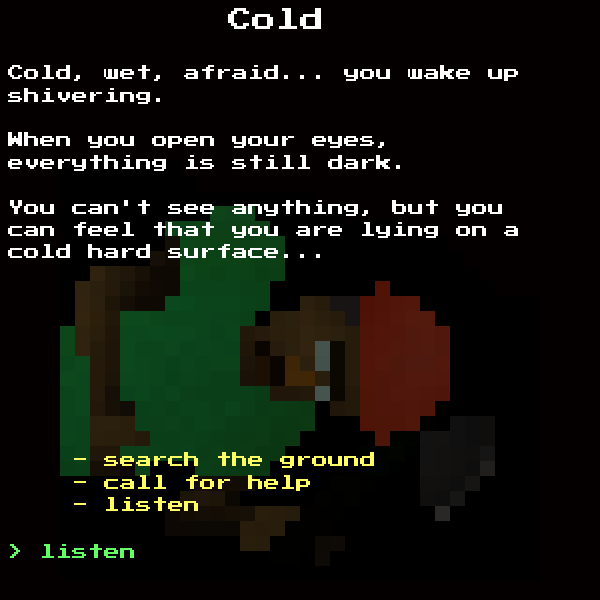 Cold
Cold, wet, afraid... you wake up
shivering.
When you open your eyes,
everything is still dark.
You can't see anything, but you
can feel that you are lying on a
cold hard surface...
- search the ground
- call for help
- listen
> listen